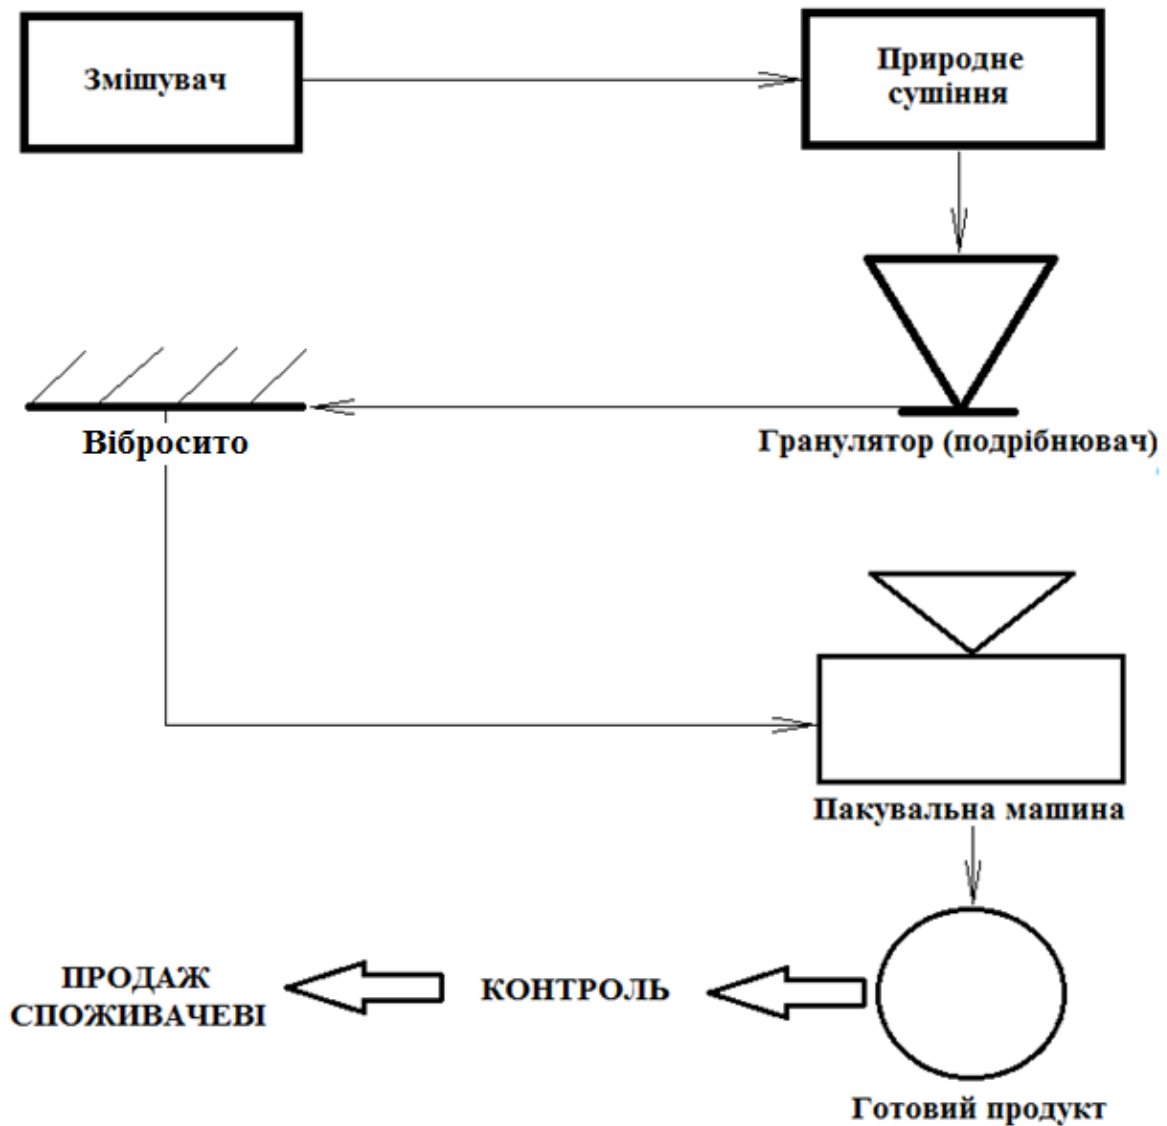 Змішувач
Природне
сушіння
Вібросито
Гранулятор (подрібнювач)
Пакувальна машина
ПРОДАЖ
СПОЖИВАЧЕВІ
КОНТРОЛЬ
Готовий продукт